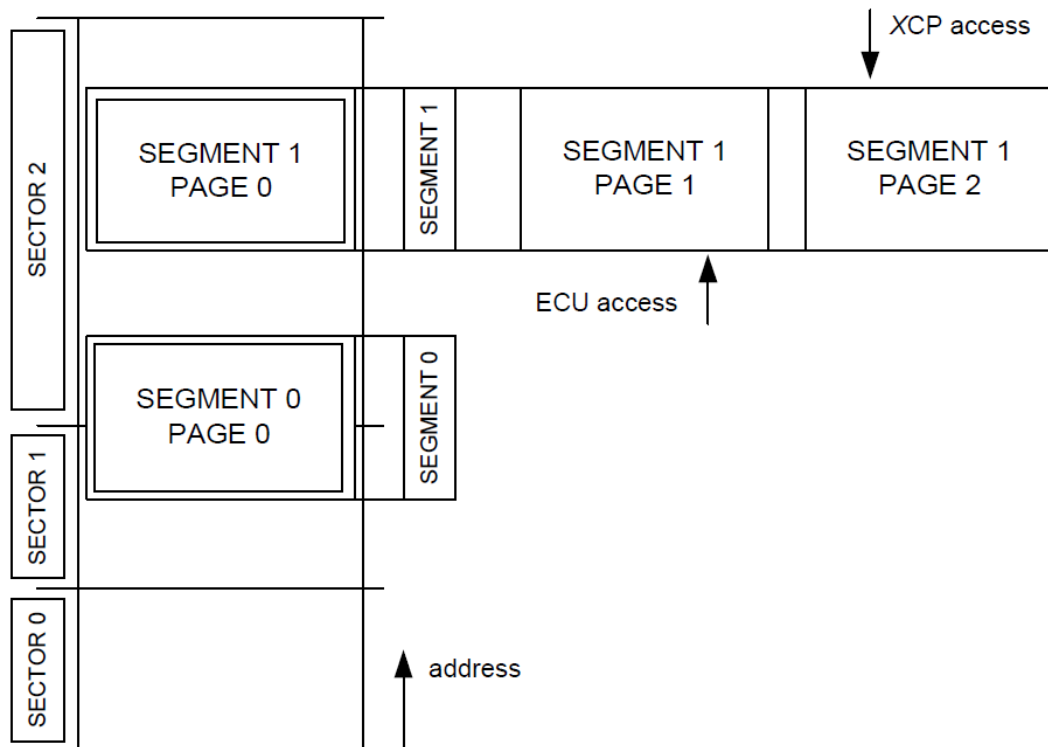 XCP access
SECTOR 2
SEGMENT 1
PAGE 0
SEGMENT 1
SEGMENT 1
PAGE 1
SEGMENT 1
PAGE 2
ECU access
SEGMENT 0
PAGE 0
SEGMENT 0
SECTOR 1
SECTOR 0
address